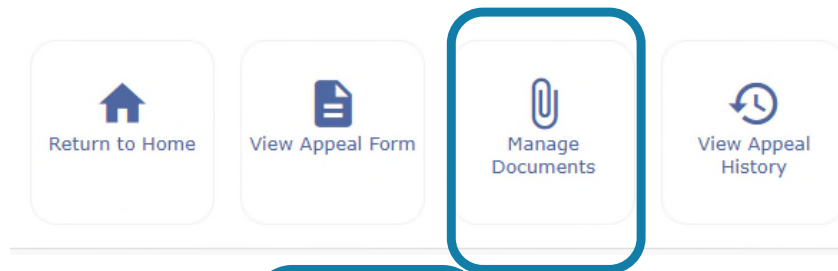 Return to Home
View Appeal Form
Manage
Documents
View Appeal
History